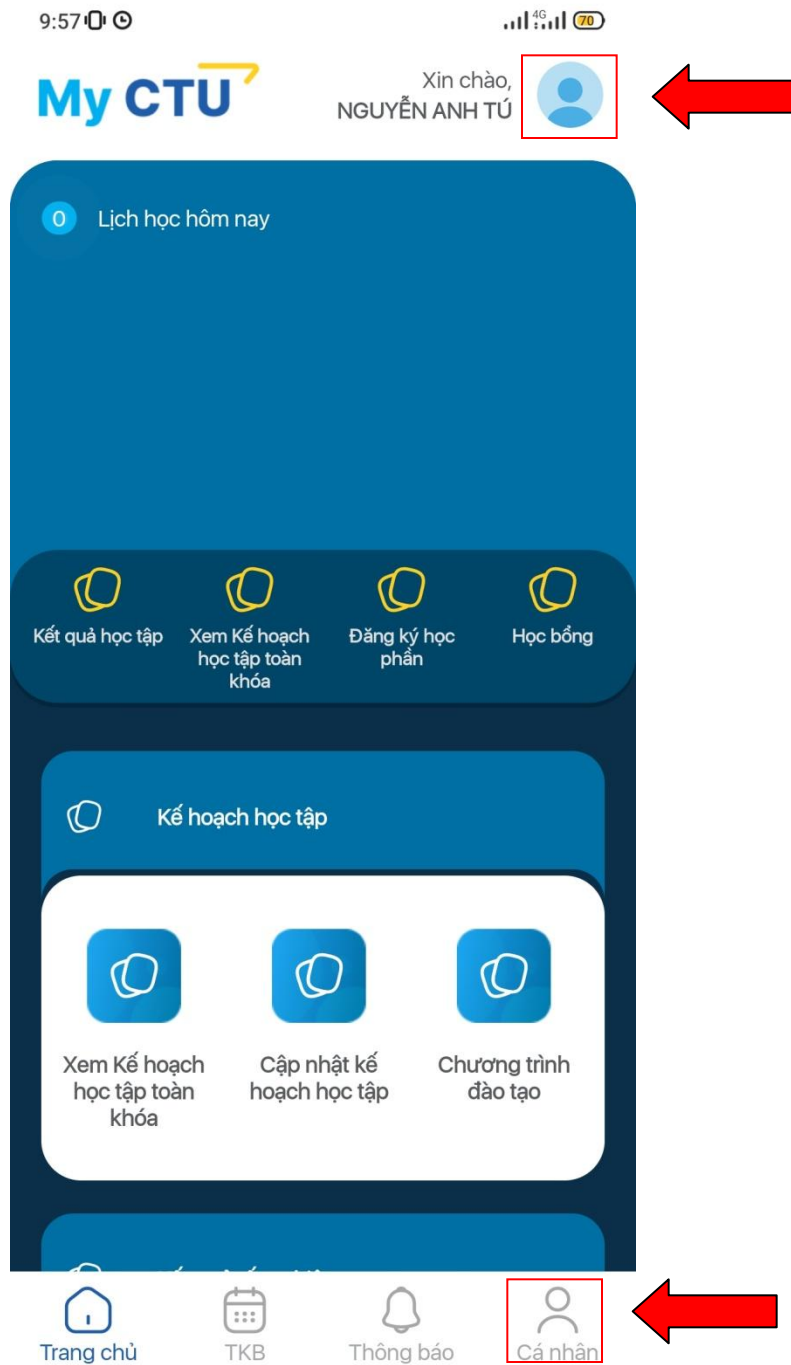 9:57
4G
70
My CTU
Xin chào,
NGUYỄN ANH TÚ
0 Lịch học hôm nay
Kết quả học tập
Xem Kế hoạch
học tập toàn
khóa
Đăng ký học
phần
Học bổng
Kế hoạch học tập
Xem Kế hoạch
học tập toàn
khóa
Cập nhật kế
hoạch học tập
Chương trình
đào tạo
Trang chủ
TKB
Thông báo
Cá nhân